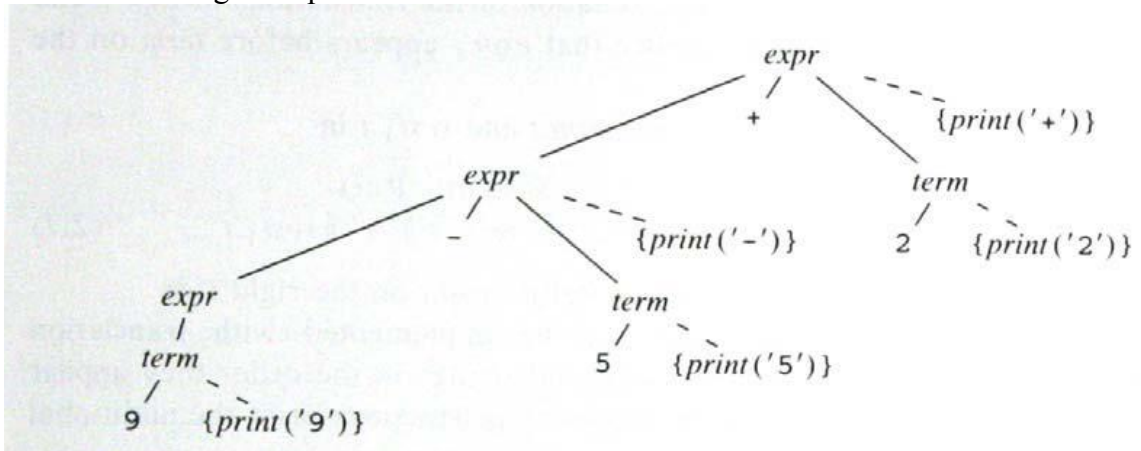 expr
+
{print('+')}
expr
term
-
{print('-')}
2
{print('2')}
expr
term
term
5
{print('5')}
9
{print('9')}